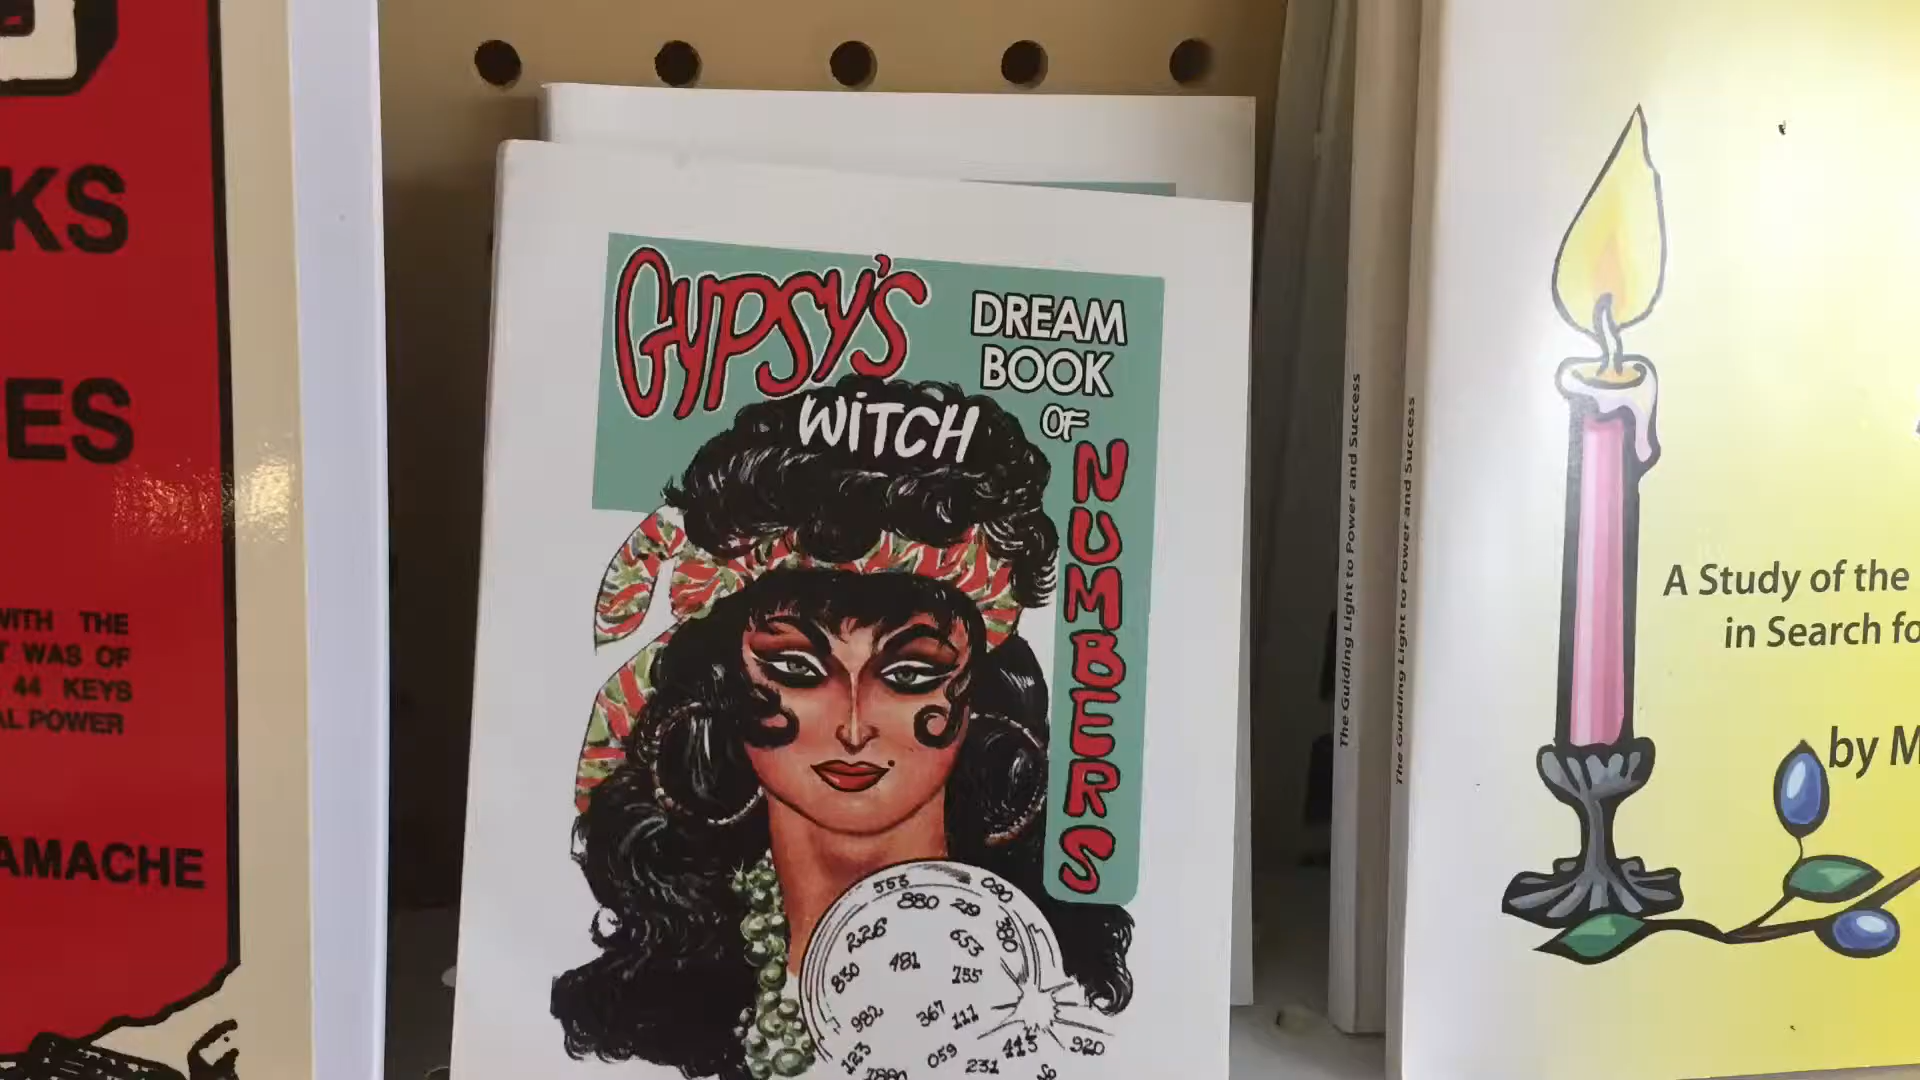 KS
ES
WITH THE
T WAS OF
44 KEYS
AL POWER
AMACHE
GYPSY'S
WITCH
DREAM
BOOK
OF
NUMBERS
553
080
880
219
380
226
653
830
481
755
982
367
111
123
059
445
920
231
The Guiding Light to Power and Success
The Guiding Light to Power and Success
A Study of the
in Search fo
by M